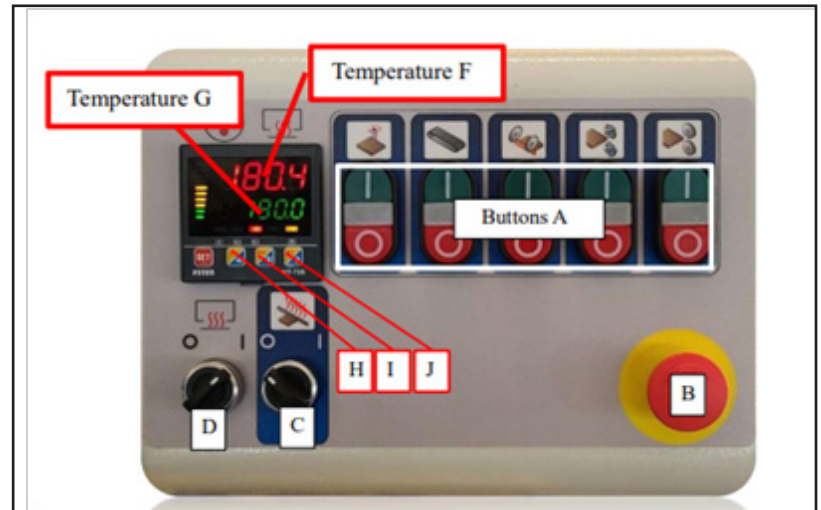 Temperature F
Temperature G
180.4
180.0
Buttons A
SET
O I
O I
H I J
D
C
B